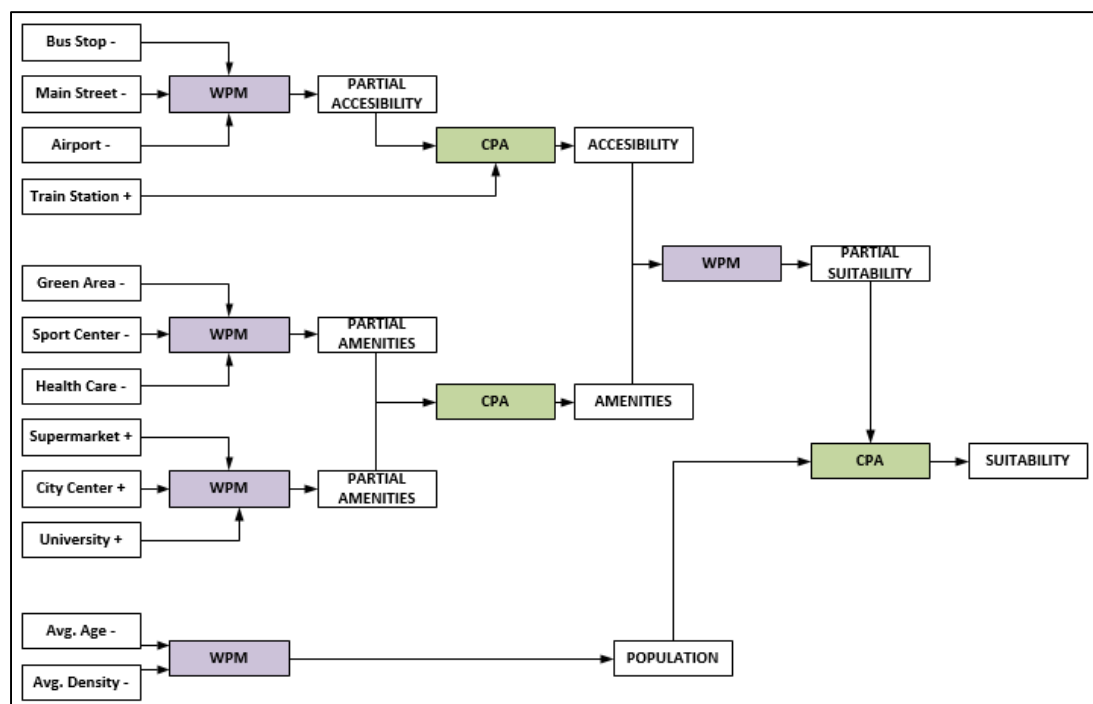 Bus Stop -
Main Street -
WPM
PARTIAL
ACCESIBILITY
Airport -
CPA
ACCESIBILITY
Train Station +
WPM
PARTIAL
SUITABILITY
Green Area -
Sport Center -
WPM
PARTIAL
AMENITIES
Health Care -
CPA
AMENITIES
Supermarket +
CPA
SUITABILITY
City Center +
WPM
PARTIAL
AMENITIES
University +
Avg. Age -
WPM
POPULATION
Avg. Density -